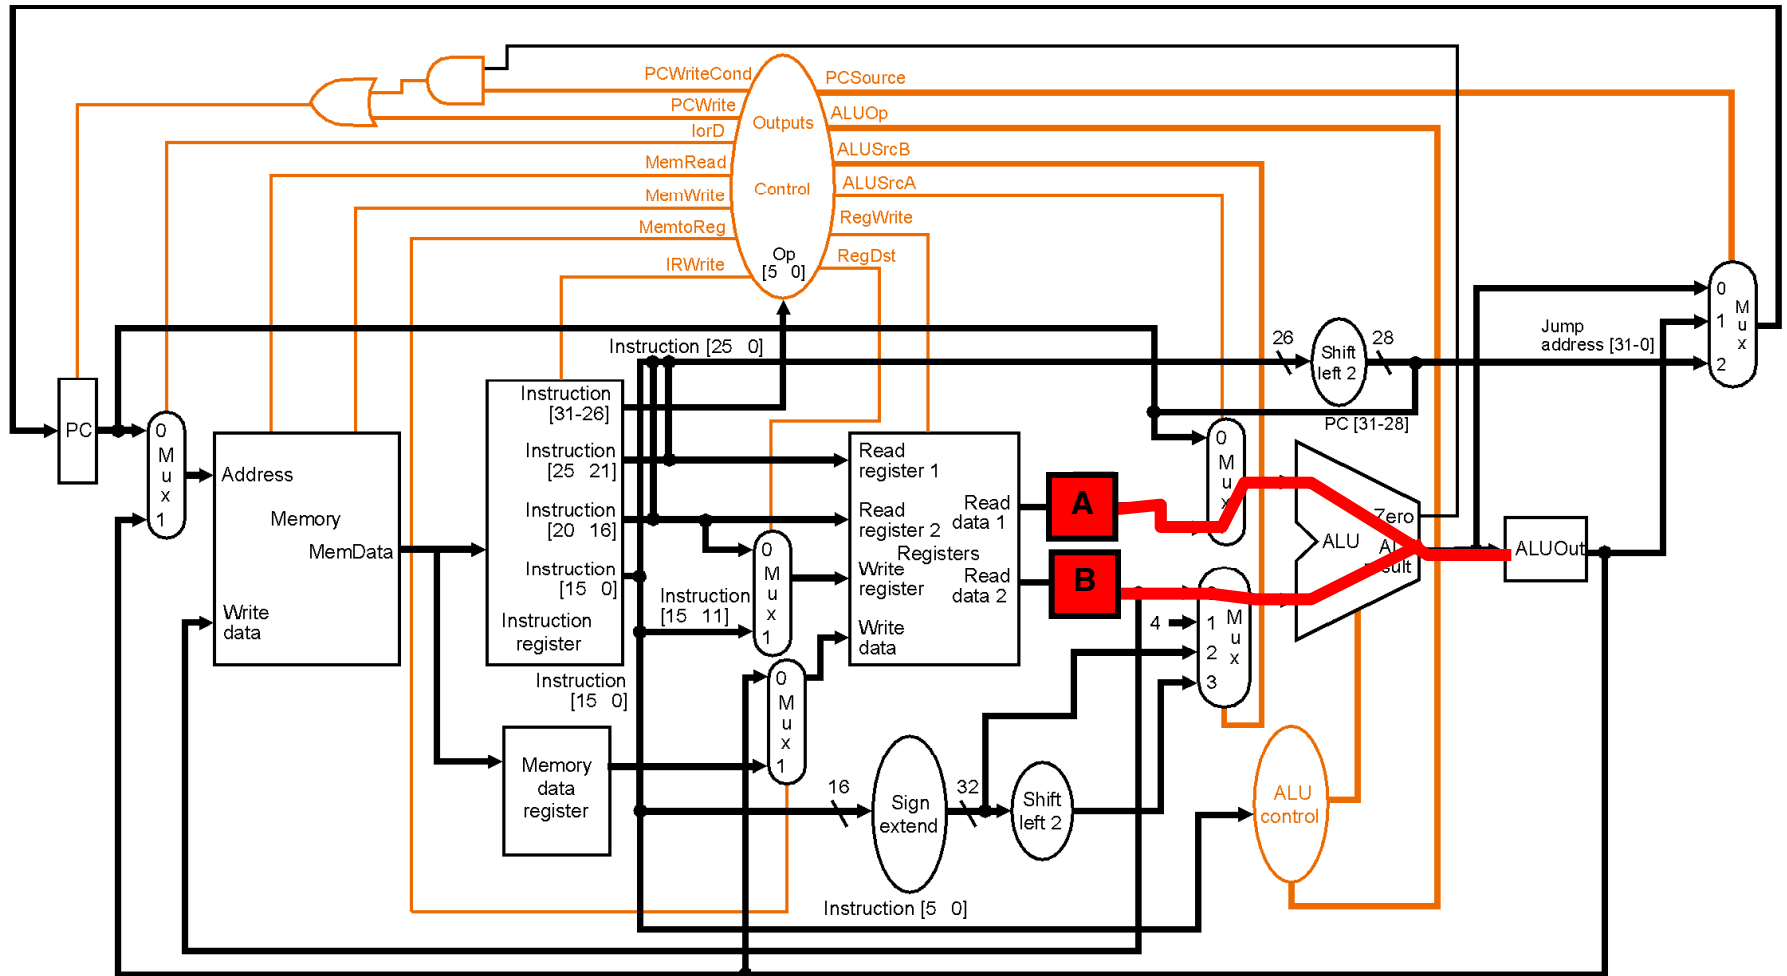 PCWriteCond
PCSource
PCWrite
ALUOp
Outputs
IorD
ALUSrcB
MemRead
ALUSrcA
Control
MemWrite
RegWrite
MemtoReg
RegDst
Op
[5 0]
IRWrite
0
1
2
M
u
x
Jump
address [31-0]
Instruction [25 0]
26
Shift
left 2
28
PC [31-28]
PC
0
M
u
x
1
Address
Memory
MemData
Write
data
Instruction
[31-26]
Instruction
[25 21]
Instruction
[20 16]
Instruction
[15 0]
Instruction
register
Instruction
[15 11]
Instruction
[15 0]
0
M
u
x
1
Read
register 1
Read
register 2
Registers
Write
register
Write
data
Read
data 1
Read
data 2
A
B
0
M
u
x
4
1
2
3
M
u
x
Zero
ALU
ALUOut
0
M
u
x
1
Memory
data
register
16
Sign
extend
32
Shift
left 2
ALU
control
Instruction [5 0]